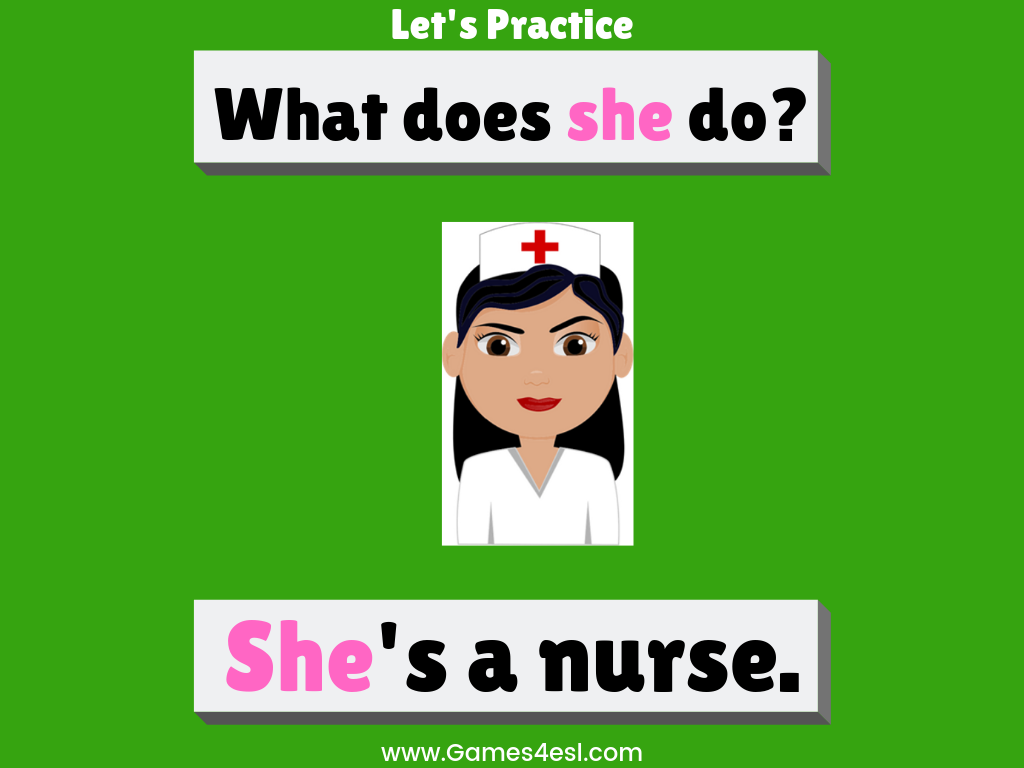 Let's Practice
What does she do?
She's a nurse.
www.Games4esl.com